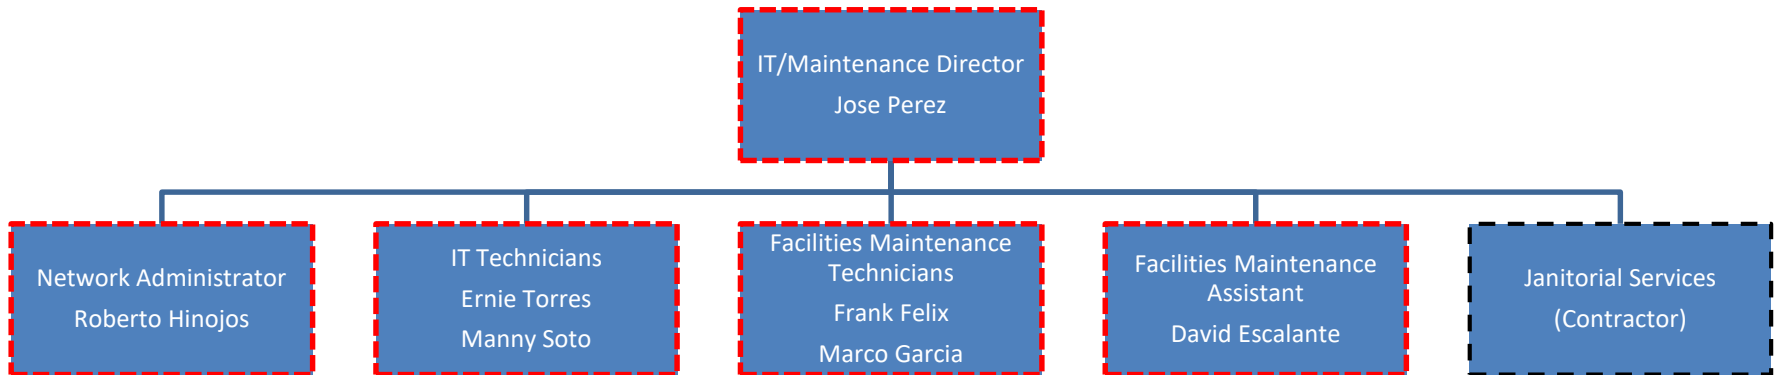 IT/Maintenance Director
Jose Perez
Network Administrator
Roberto Hinojos
IT Technicians
Ernie Torres
Manny Soto
Facilities Maintenance
Technicians
Frank Felix
Marco Garcia
Facilities Maintenance
Assistant
David Escalante
Janitorial Services
(Contractor)